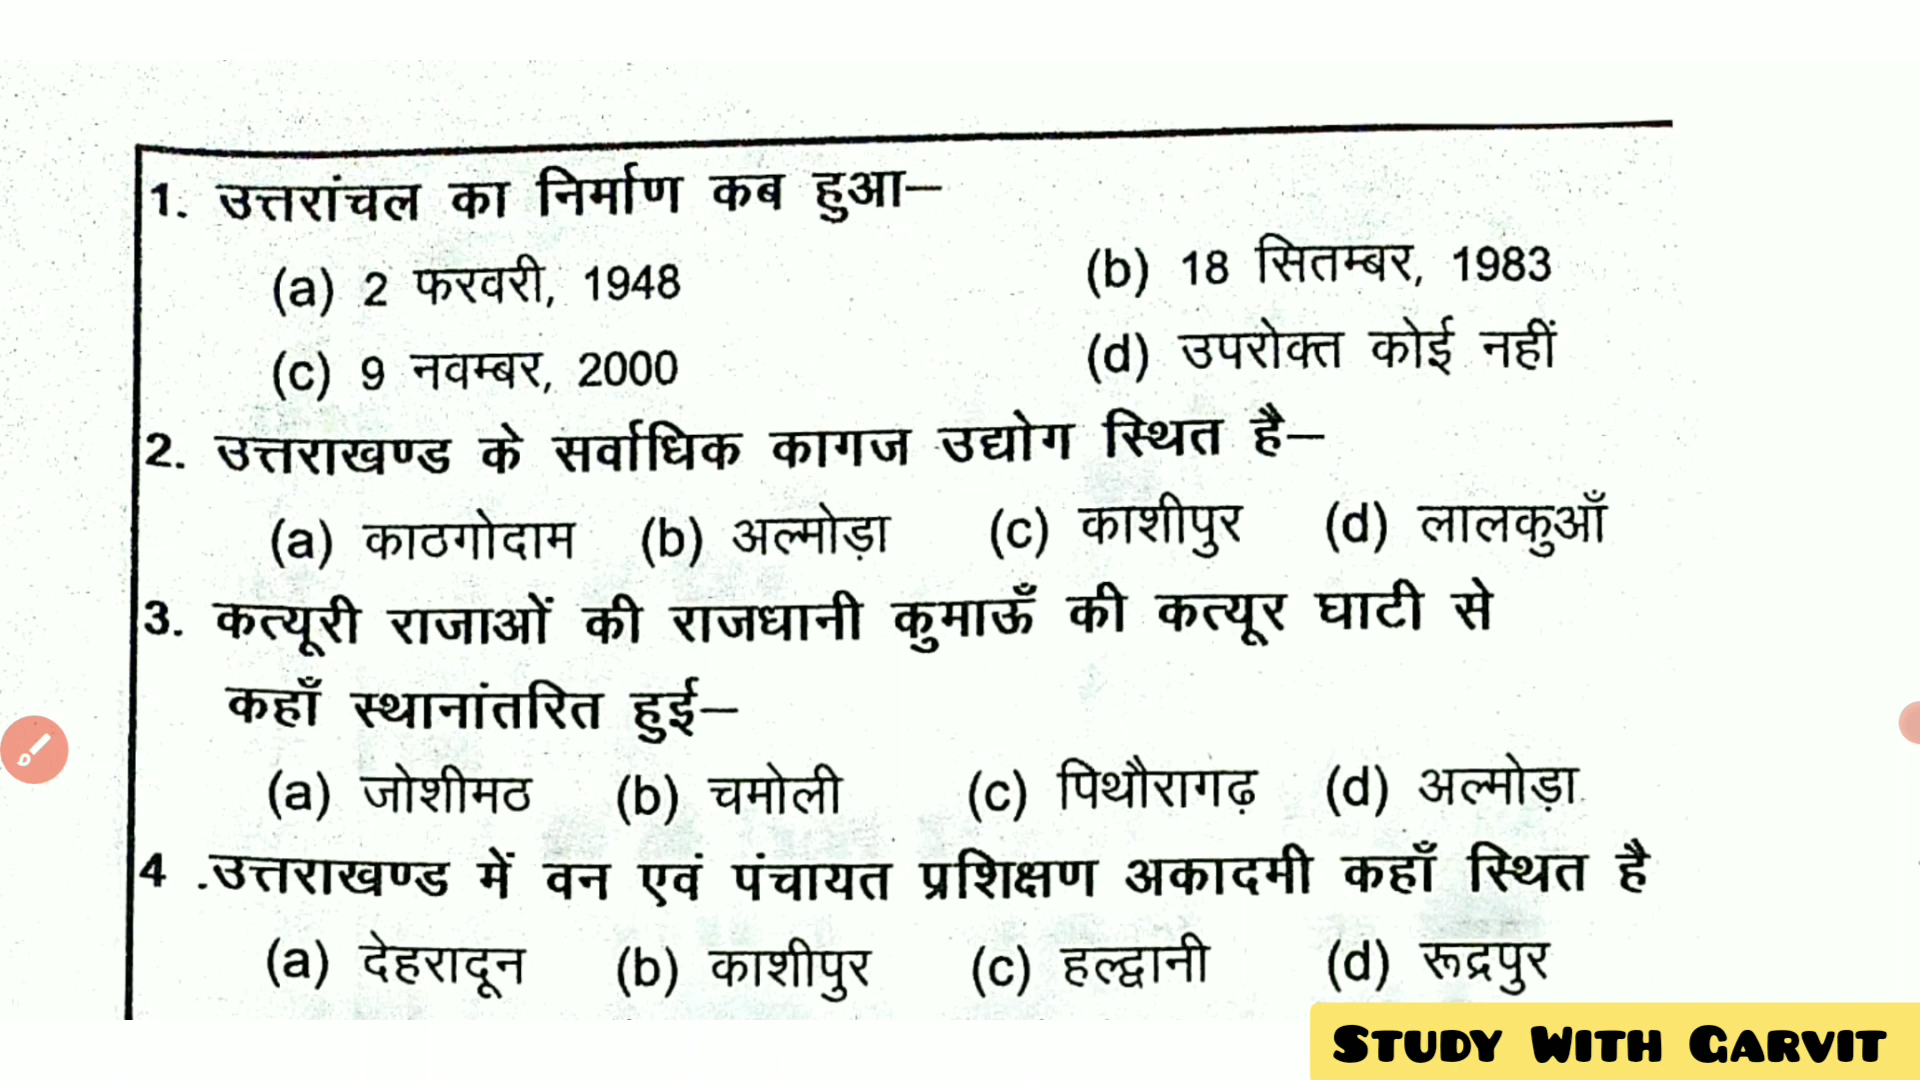 1. उत्तरांचल का निर्माण कब हुआ–
(a) 2 फरवरी, 1948 (b) 18 सितम्बर, 1983
(c) 9 नवम्बर, 2000 (d) उपरोक्त कोई नहीं
2. उत्तराखण्ड के सर्वाधिक कागज उद्योग स्थित है–
(a) काठगोदाम (b) अल्मोड़ा (c) काशीपुर (d) लालकुआँ
3. कत्यूरी राजाओं की राजधानी कुमाऊँ की कत्यूर घाटी से
कहाँ स्थानांतरित हुई–
(a) जोशीमठ (b) चमोली (c) पिथौरागढ़ (d) अल्मोड़ा
4 .उत्तराखण्ड में वन एवं पंचायत प्रशिक्षण अकादमी कहाँ स्थित है
(a) देहरादून (b) काशीपुर (c) हल्द्वानी (d) रूद्रपुर
STUDY WITH GARVIT